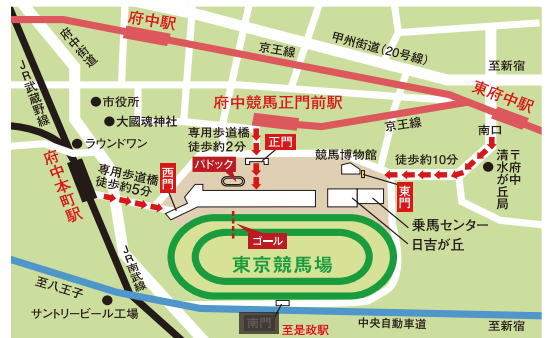 府中駅
府中街道
甲州街道(20号線)
京王線
至新宿
JR武蔵野線
市役所
大國魂神社
ラウンドワン
府中競馬正門前駅
東府中駅
京王線
南口
専用歩道橋
徒歩約2分
正門
競馬博物館
徒歩約10分
〒府中
清水が丘局
府中本町駅
専用歩道橋
徒歩約5分
西門
パドック
東門
乗馬センター
日吉が丘
ゴール
東京競馬場
JR南武線
至八王子
サントリービール工場
南門
至是政駅
中央自動車道
至新宿